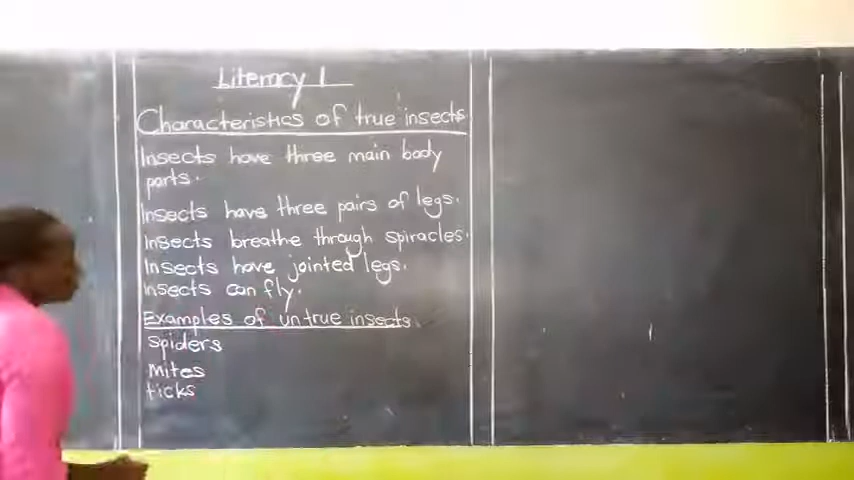 Literacy 1
Characteristics of true insects
Insects have three main body
parts.
Insects have three pairs of legs.
Insects breathe through spiracles.
Insects have jointed legs.
Insects can fly.
Examples of untrue insects.
spiders
mites
ticks